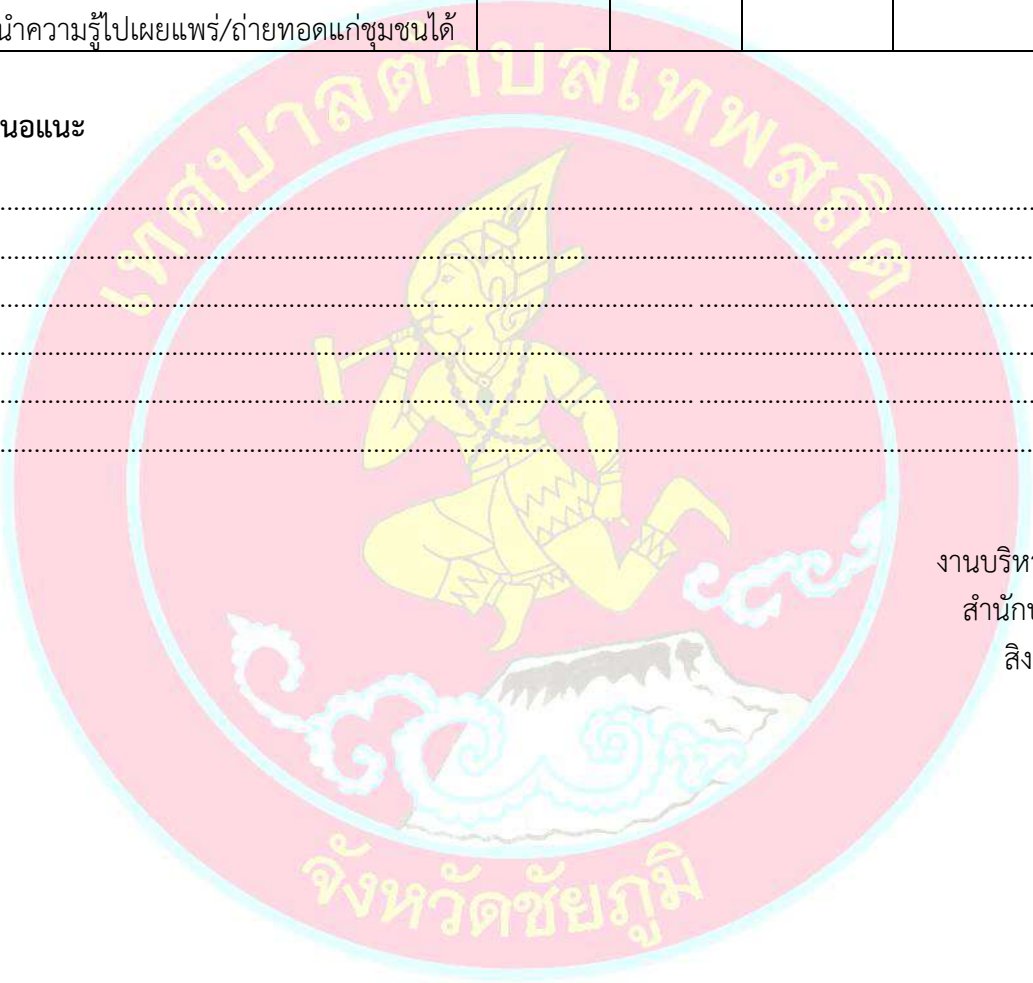 นำความรู้ไปเผยแพร่/ถ่ายทอดแก่ชุมชนได้
เทศบาลตำบลเทพสถิต
นอแนะ
งานบริหา
สำนัก
สิง
จังหวัดชัยภูมิ